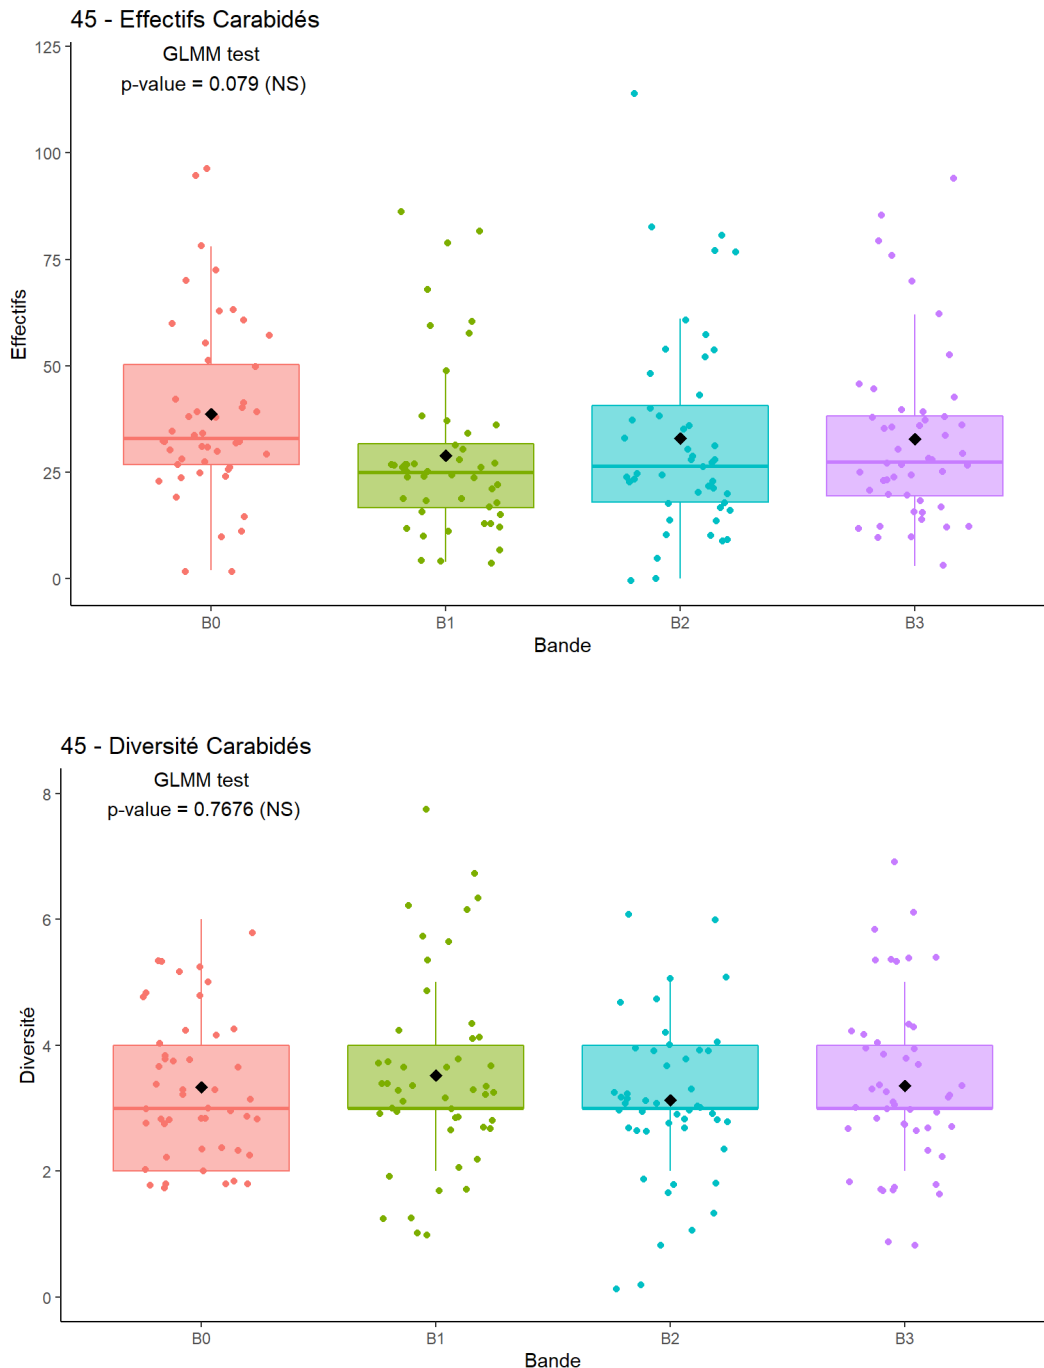 45 - Effectifs Carabidés
GLMM test
p-value = 0.079 (NS)
125
100
75
50
25
0
Effectifs
B0 B1 B2 B3
Bande
45 - Diversité Carabidés
GLMM test
p-value = 0.7676 (NS)
8
6
4
2
0
Diversité
B0 B1 B2 B3
Bande